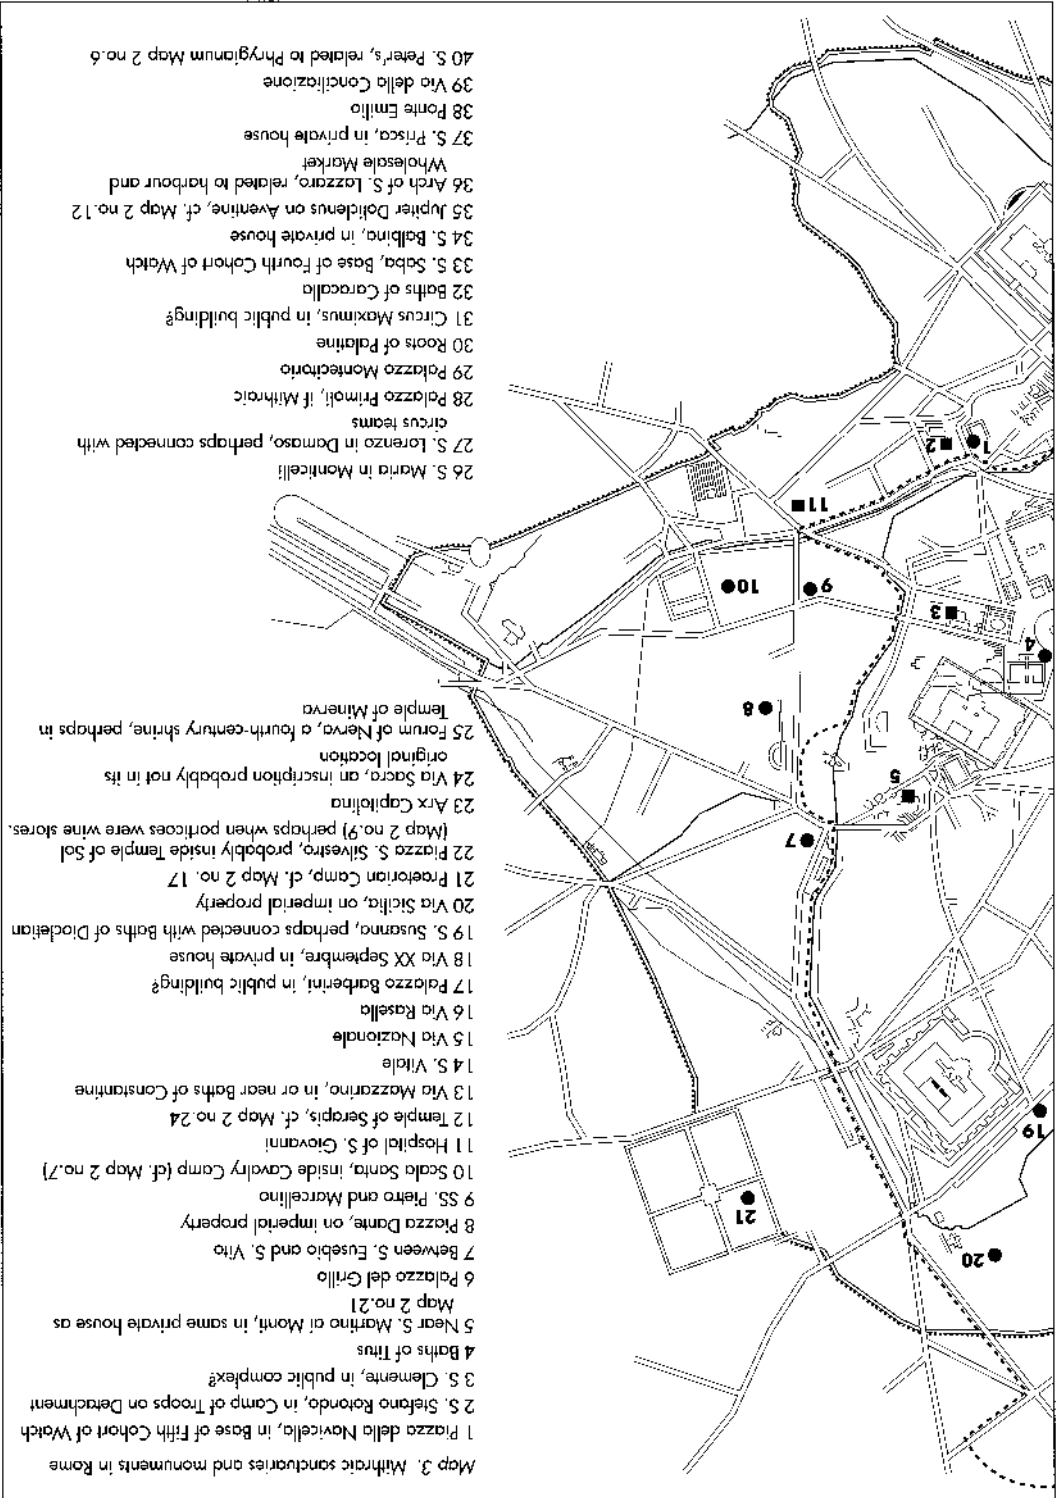 Map 3. Mithraic sanctuaries and monuments in Rome
1 Piazza della Navicella, in Base of Fifth Cohort of Watch
2 S. Stefano Rotondo, in Camp of Troops on Detachment
3 S. Clemente, in public complex?
4 Baths of Titus
5 Near S. Martino ai Monti, in same private house as
Map 2 no.21
6 Palazzo del Grillo
7 Between S. Eusebio and S. Vito
8 Piazza Dante, on imperial property
9 SS. Pietro and Marcellino
10 Scala Santa, inside Cavalry Camp (cf. Map 2 no.7)
11 Hospital of S. Giovanni
12 Temple of Serapis, cf. Map 2 no.24
13 Via Mazzarino, in or near Baths of Constantine
14 S. Vitale
15 Via Nazionale
16 Via Rasella
17 Palazzo Barberini, in public building?
18 Via XX Septembre, in private house
19 S. Susanna, perhaps connected with Baths of Diocletian
20 Via Sicilia, on imperial property
21 Praetorian Camp, cf. Map 2 no. 17
22 Piazza S. Silvestro, probably inside Temple of Sol
(Map 2 no.9) perhaps when porticoes were wine stores.
23 Arx Capitolina
24 Via Sacra, an inscription probably not in its
original location
25 Forum of Nerva, a fourth-century shrine, perhaps in
Temple of Minerva
26 S. Maria in Monticelli
27 S. Lorenzo in Damaso, perhaps connected with
circus teams
28 Palazzo Primoli, if Mithraic
29 Palazzo Montecitorio
30 Roots of Palatine
31 Circus Maximus, in public building?
32 Baths of Caracalla
33 S. Saba, Base of Fourth Cohort of Watch
34 S. Balbina, in private house
35 Jupiter Dolichenus on Aventine, cf. Map 2 no.12
36 Arch of S. Lazzaro, related to harbour and
Wholesale Market
37 S. Prisca, in private house
38 Ponte Emilio
39 Via della Conciliazione
40 S. Peter's, related to Phrygianum Map 2 no.6
20
21
19
7
5
8
4
3
9
10
11
1
2